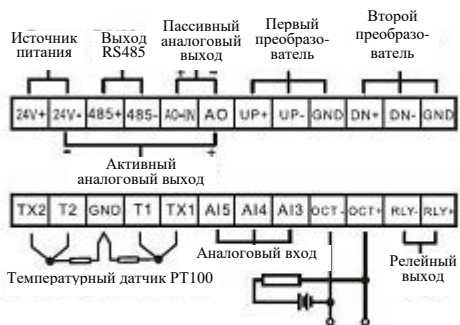 Источник питания
Выход RS485
Пассивный аналоговый выход
Первый преобразо-ватель
Второй преобразо-ватель
+ -
24V+ 24V- 485+ 485- AO-IN AO UP+ UP- GND DN+ DN- GND
- +
Активный аналоговый выход
TX2 T2 GND T1 TX1 AI5 AI4 AI3 OCT- OCT+ RLY- RLY+
Аналоговый вход
Температурный датчик PT100
Релейный выход